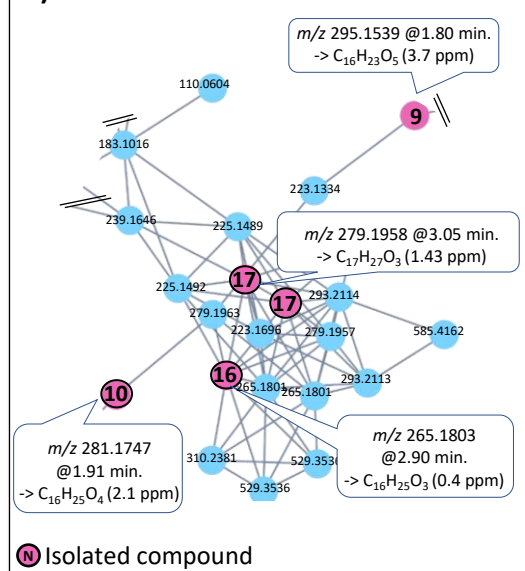 m/z 295.1539 @1.80 min.
-> C16H23O5 (3.7 ppm)
110.0604
9
183.1016
223.1334
239.1646
225.1489
m/z 279.1958 @3.05 min.
-> C17H27O3 (1.43 ppm)
17
225.1492
17
293.2114
279.1963
223.1696
279.1957
585.4162
16
265.1801
265.1801
293.2113
10
m/z 281.1747
@1.91 min.
-> C16H25O4 (2.1 ppm)
m/z 265.1803
@2.90 min.
-> C16H25O3 (0.4 ppm)
310.2381
529.3536
529.3536
N Isolated compound